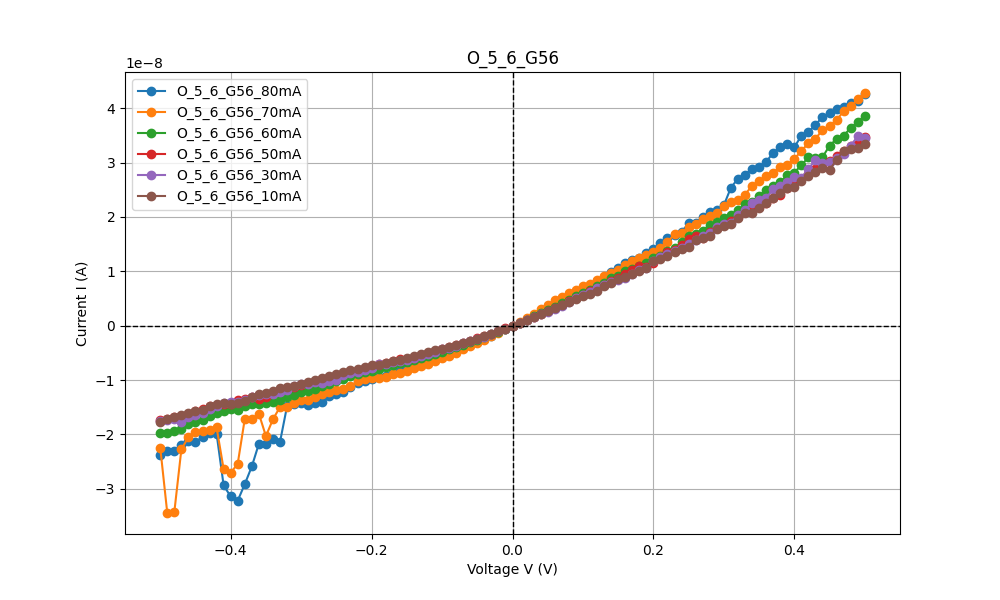 O_5_6_G56
1e−8
O_5_6_G56_80mA
O_5_6_G56_70mA
O_5_6_G56_60mA
O_5_6_G56_50mA
O_5_6_G56_30mA
O_5_6_G56_10mA
4
3
2
1
0
−1
−2
−3
Current I (A)
−0.4
−0.2
0.0
0.2
0.4
Voltage V (V)